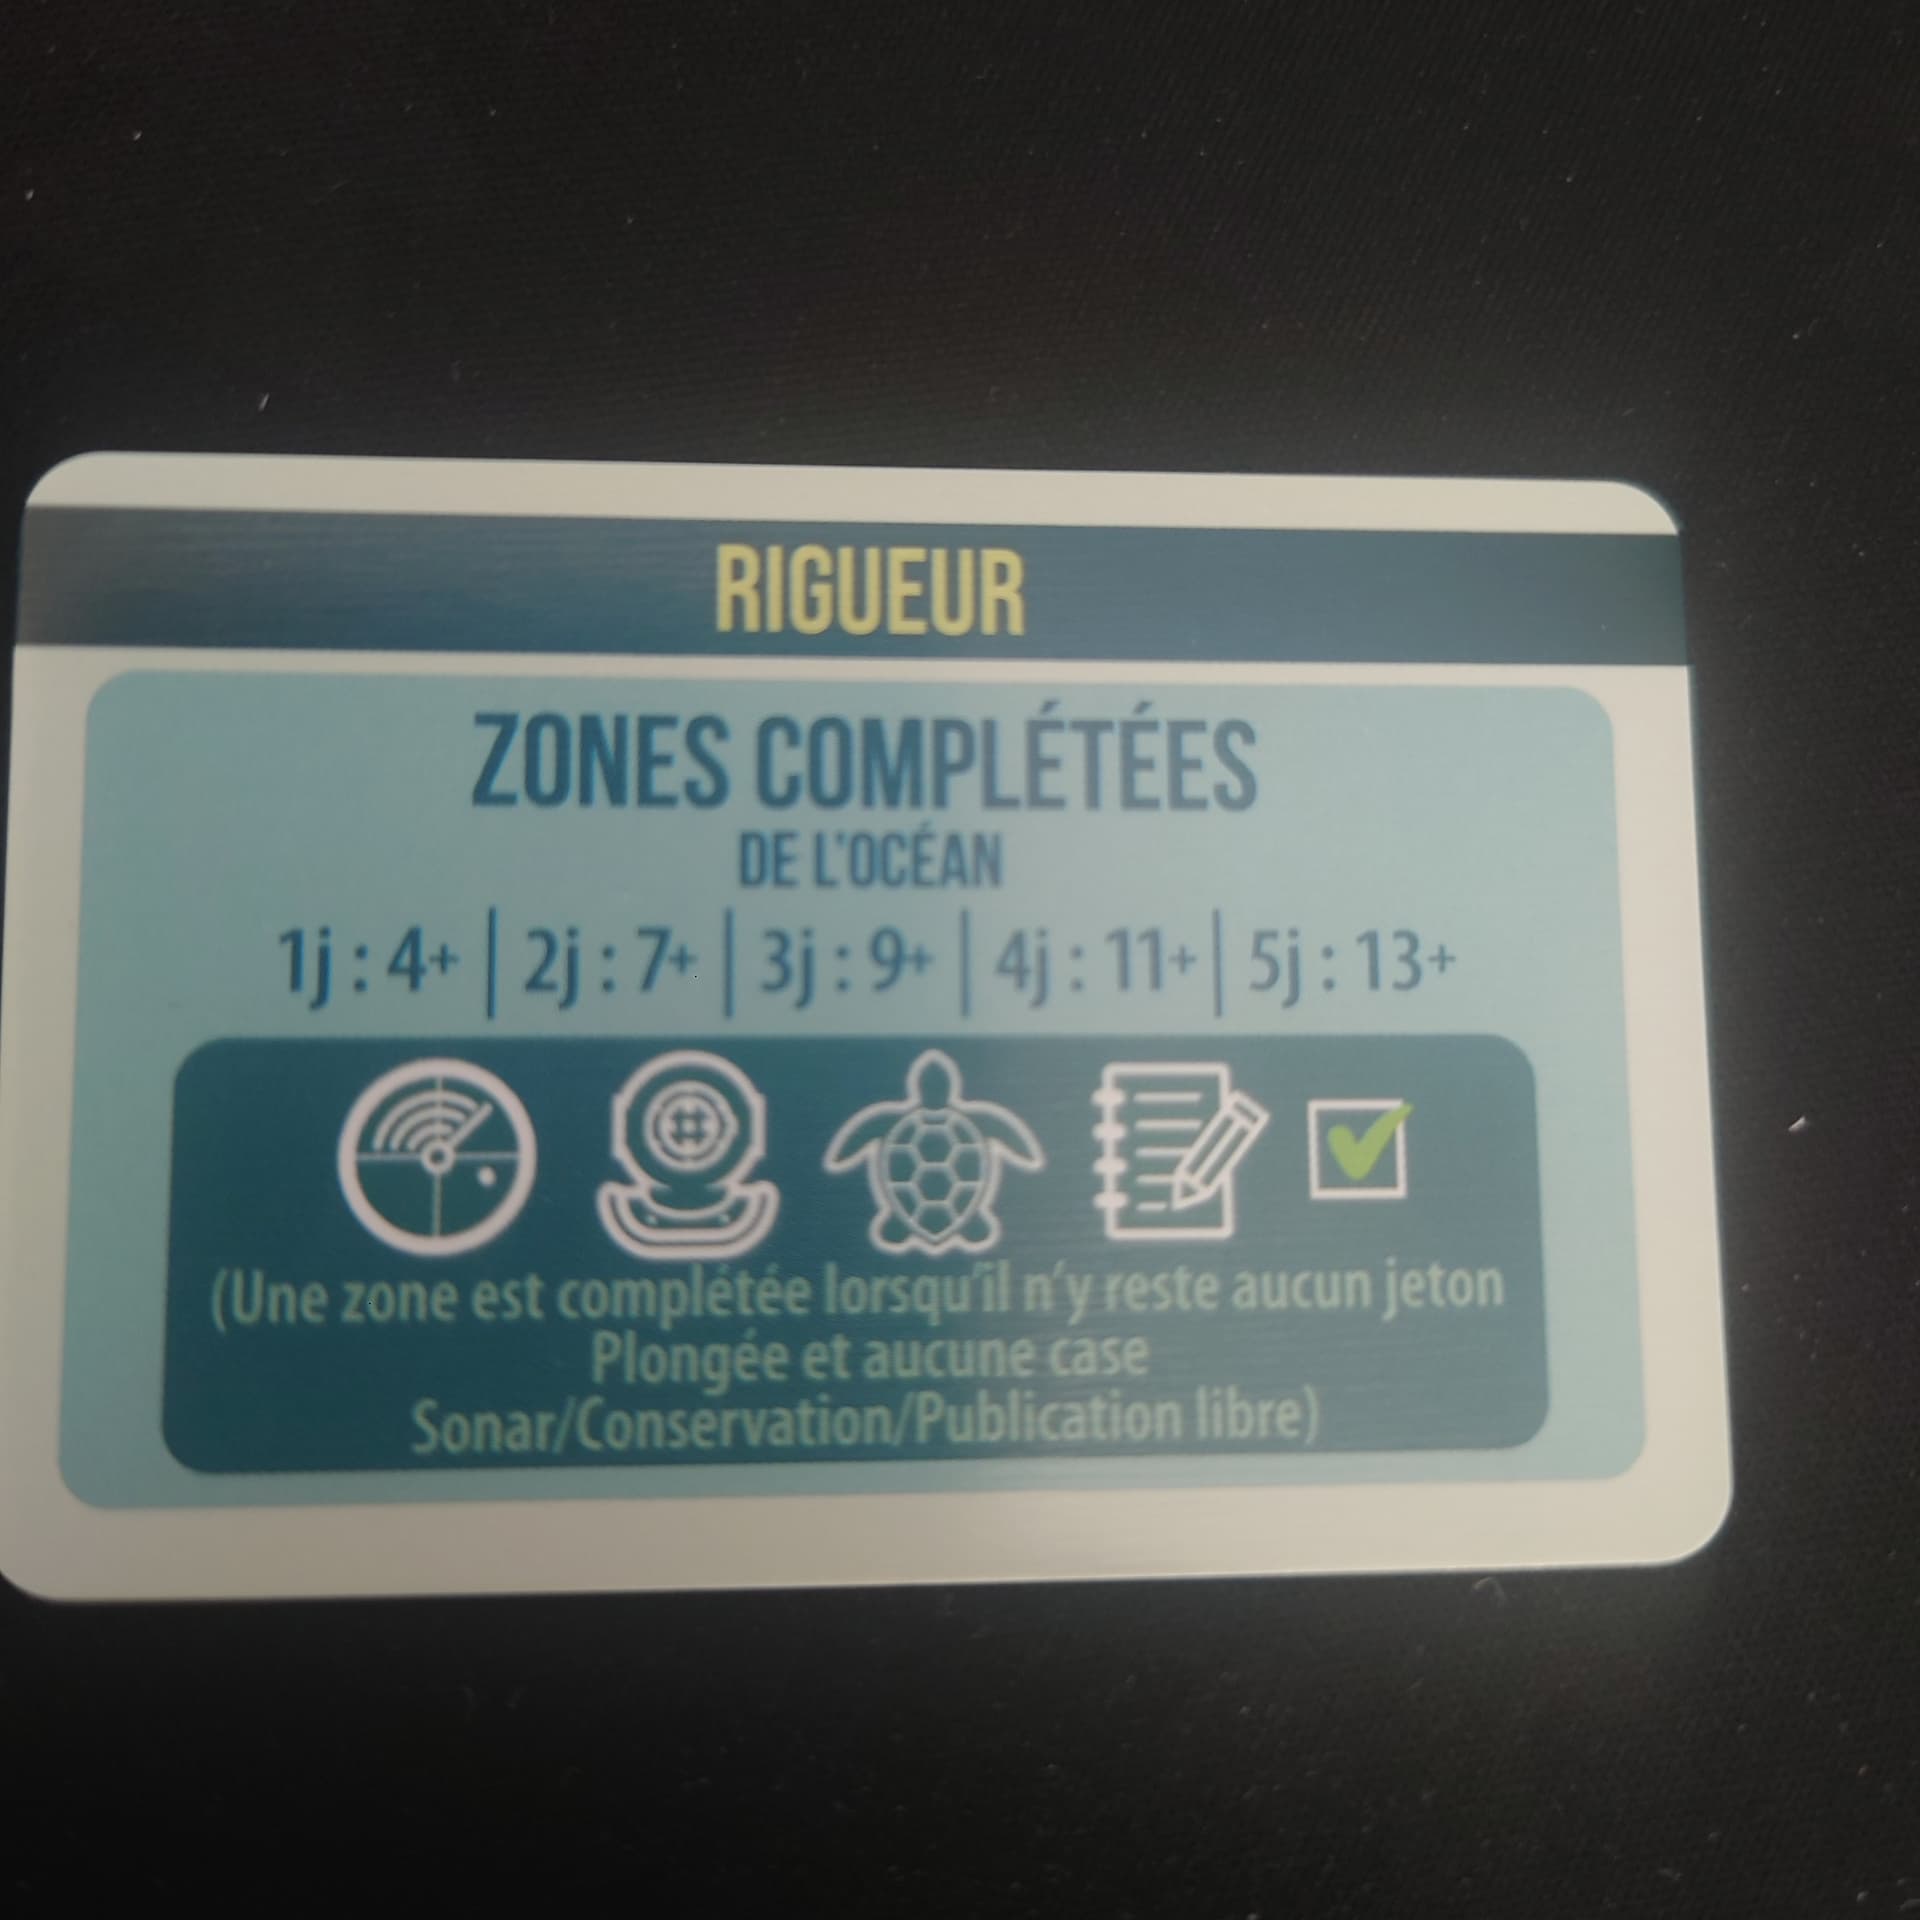 RIGUEUR
ZONES COMPLÉTÉES
DE L'OCÉAN
1j : 4+ | 2j : 7+ | 3j : 9+ | 4j : 11+ | 5j : 13+
(Une zone est complétée lorsqu'il n'y reste aucun jeton
Plongée et aucune case
Sonar/Conservation/Publication libre)